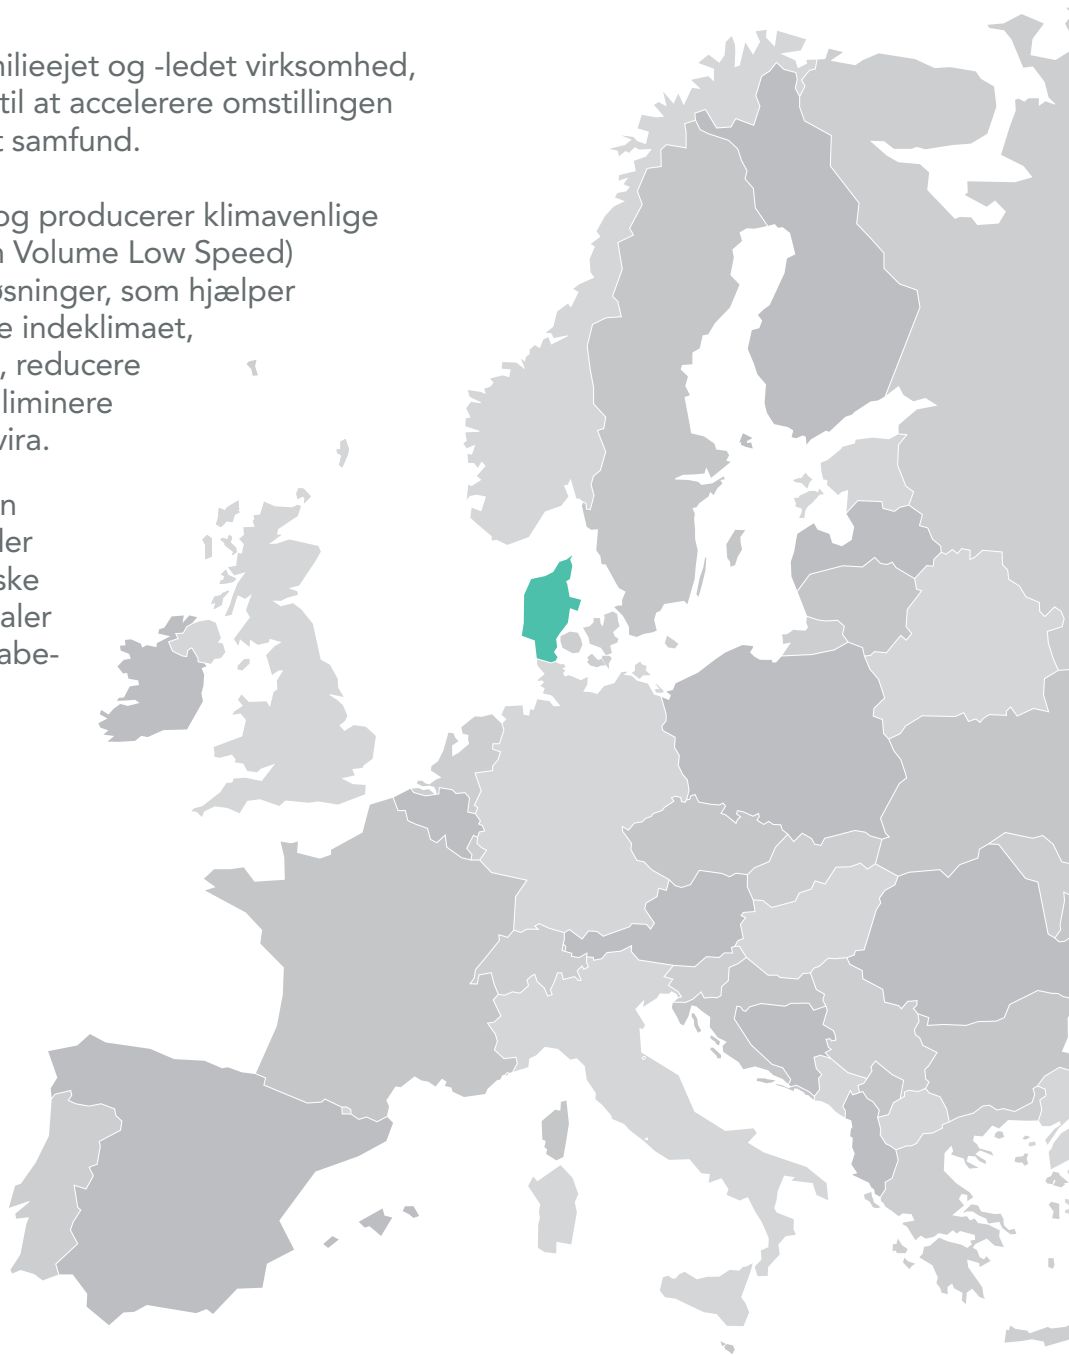 ilieejet og -ledet virksomhed,
til at accelerere omstillingen
t samfund.
og producerer klimavenlige
Volume Low Speed)
øsninger, som hjælper
e indeklimaet,
, reducere
liminere
vira.
n
ler
ske
aler
abe-